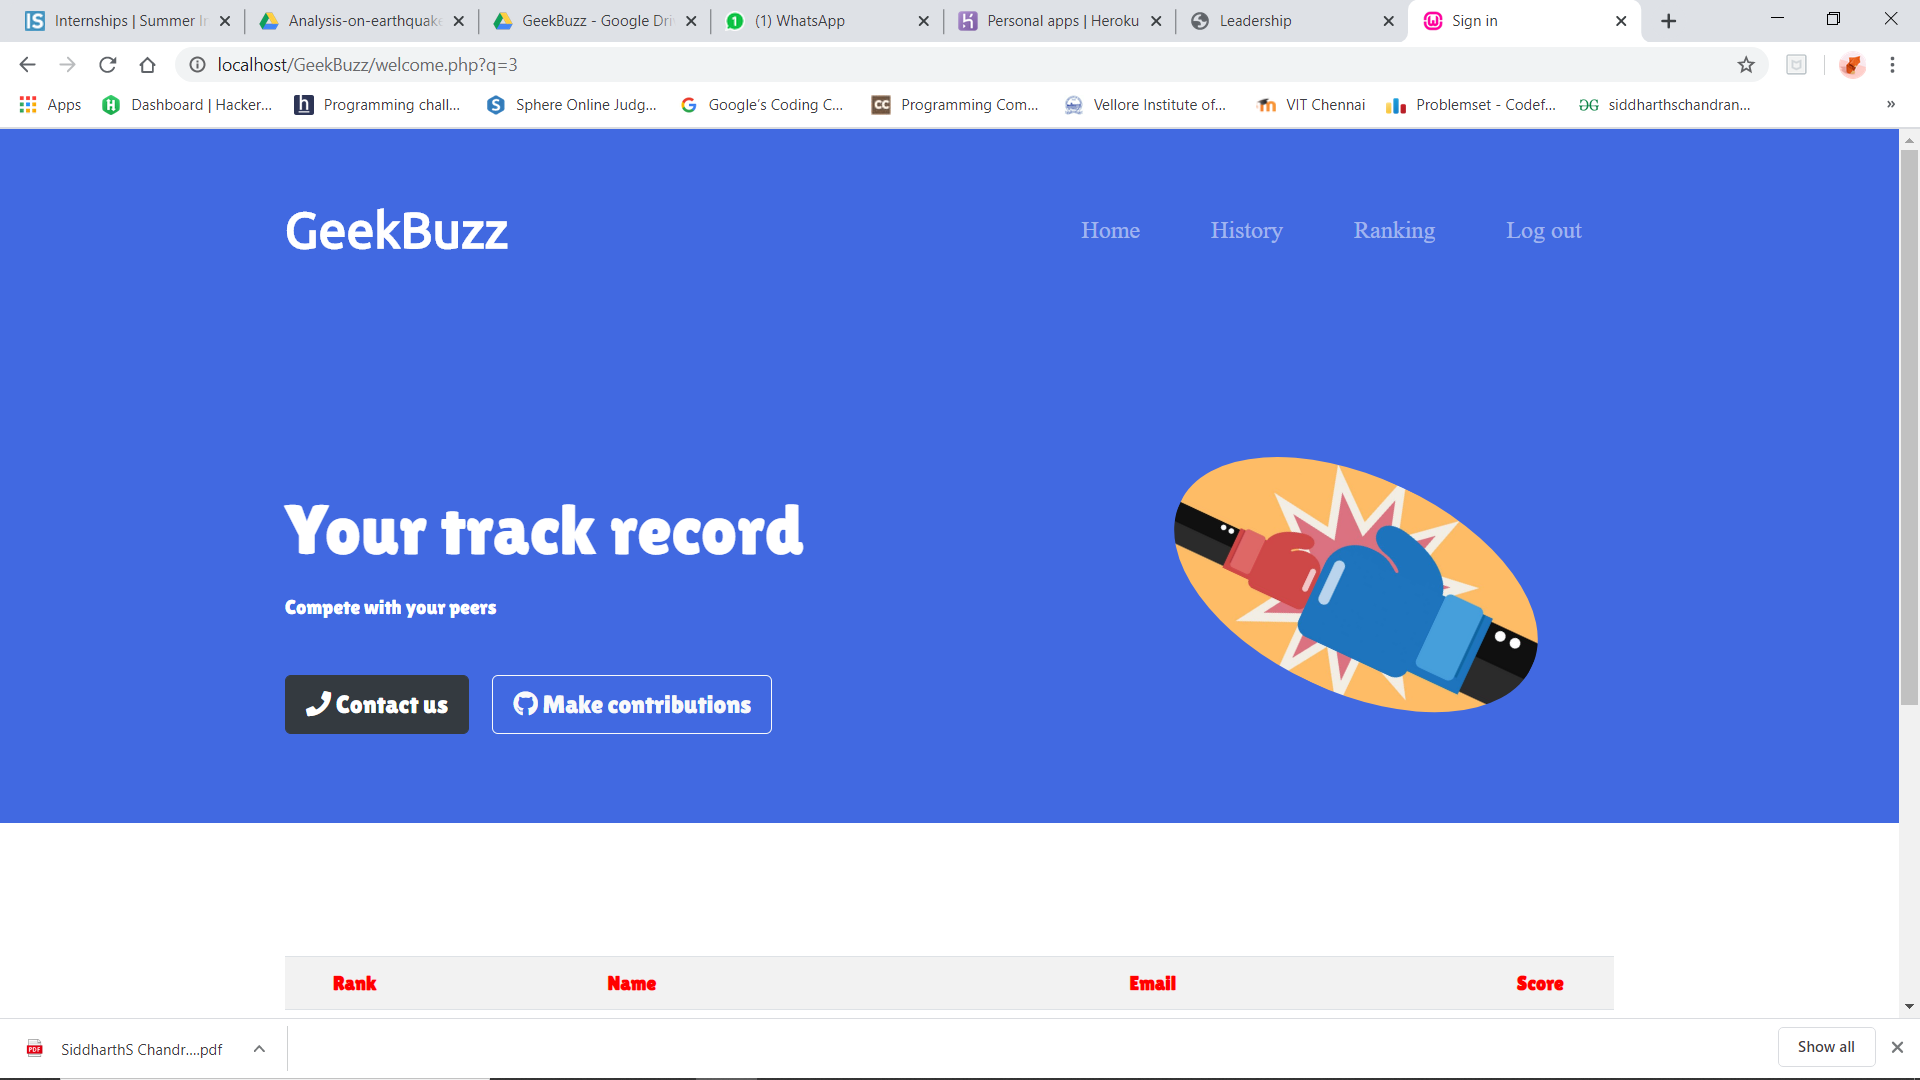 Internships | Summer In
Analysis-on-earthquake
GeekBuzz - Google Driv
(1) WhatsApp
Personal apps | Heroku
Leadership
Sign in
localhost/GeekBuzz/welcome.php?q=3
Apps
Dashboard | Hacker...
Programming chall...
Sphere Online Judg...
Google's Coding C...
Programming Com...
Vellore Institute of...
VIT Chennai
Problemset - Codef...
siddharthschandran...
»
GeekBuzz
Home History Ranking Log out
Your track record
Compete with your peers
Contact us
Make contributions
Rank Name Email Score
SiddharthS Chandr....pdf
Show all